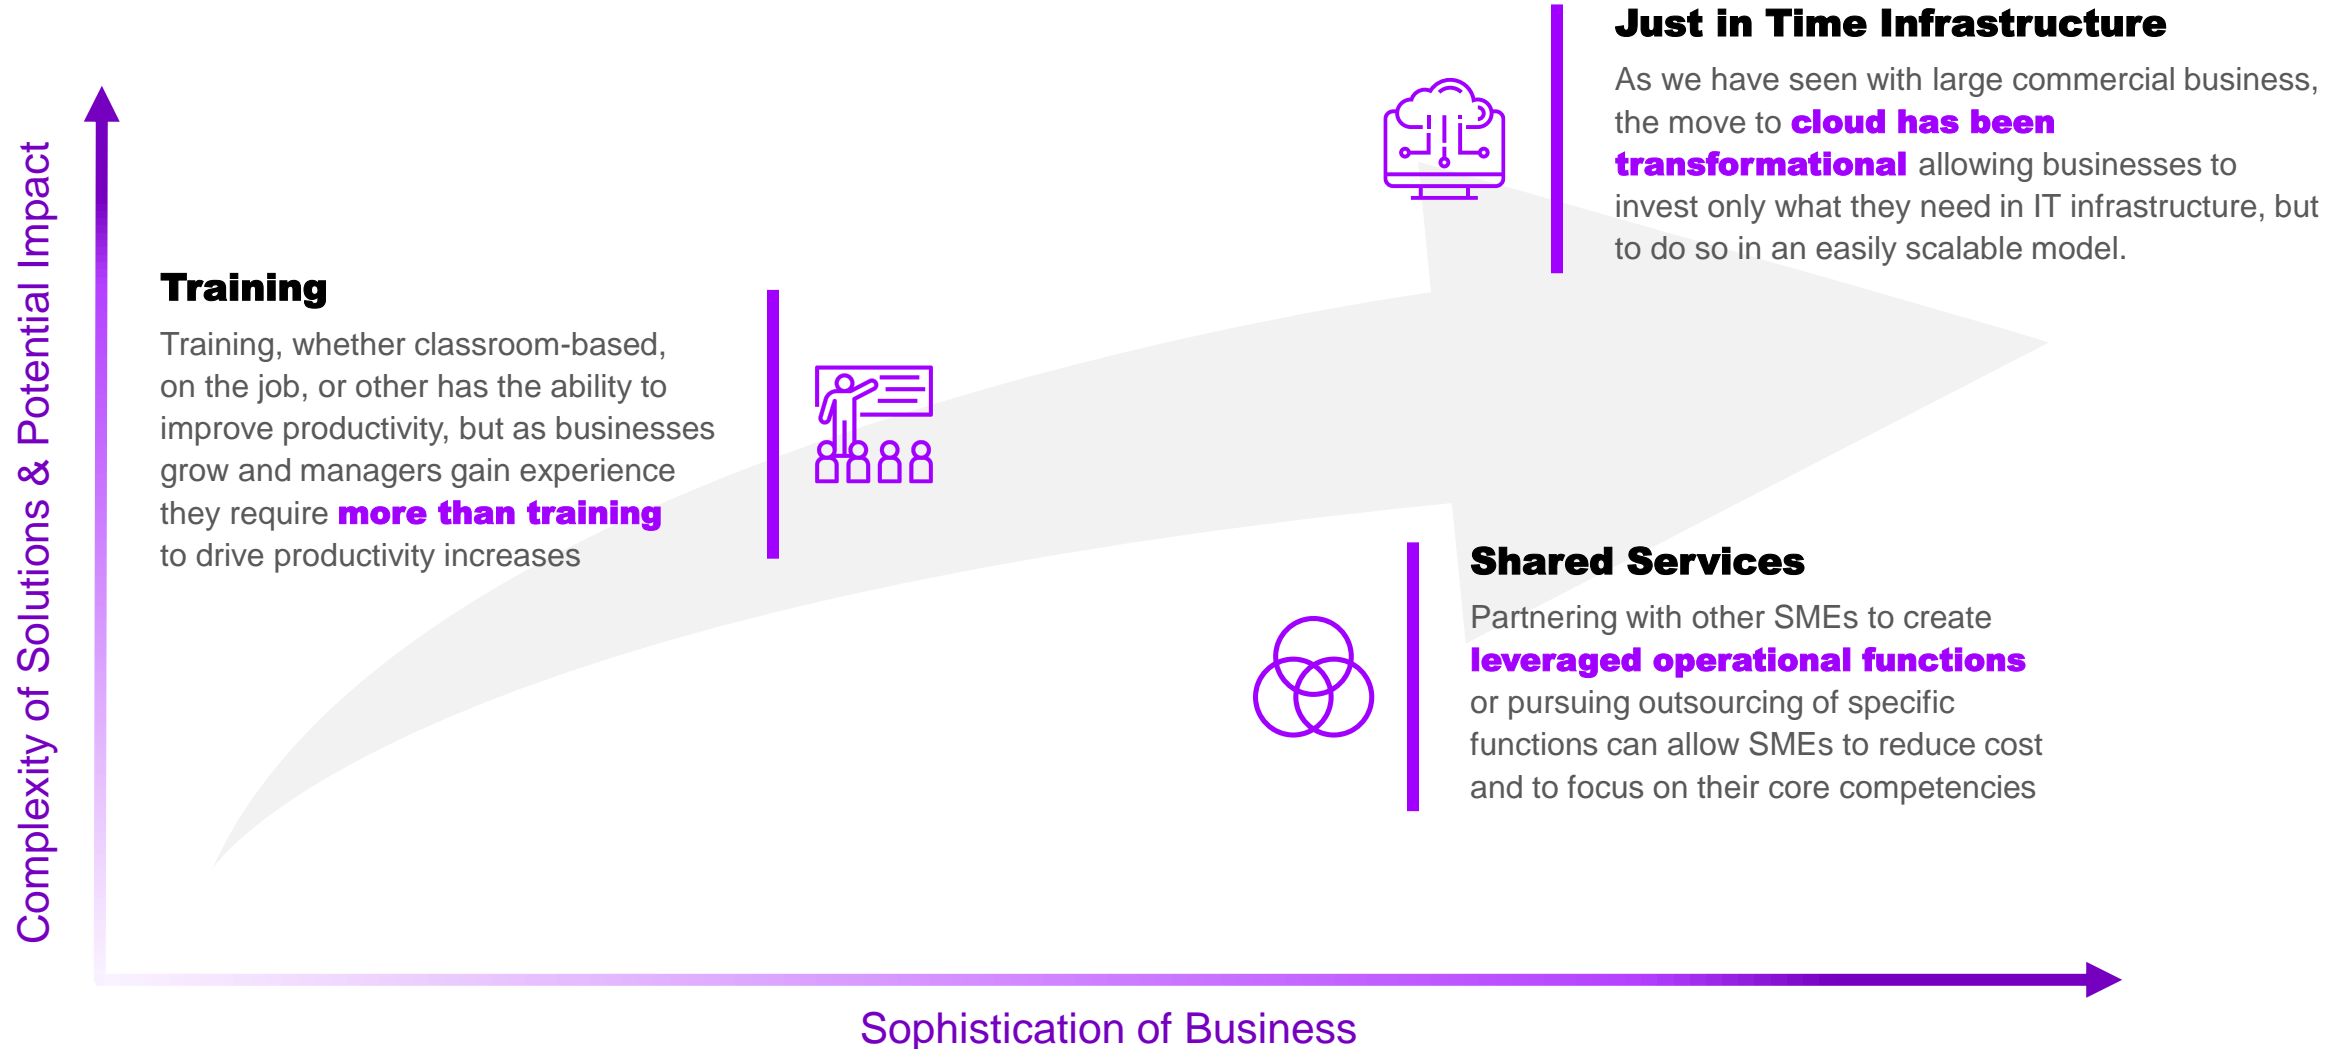 Complexity of Solutions & Potential Impact
Training
Training, whether classroom-based,
on the job, or other has the ability to
improve productivity, but as businesses
grow and managers gain experience
they require more than training
to drive productivity increases
Just in Time Infrastructure
As we have seen with large commercial business,
the move to cloud has been
transformational allowing businesses to
invest only what they need in IT infrastructure, but
to do so in an easily scalable model.
Shared Services
Partnering with other SMEs to create
leveraged operational functions
or pursuing outsourcing of specific
functions can allow SMEs to reduce cost
and to focus on their core competencies
Sophistication of Business